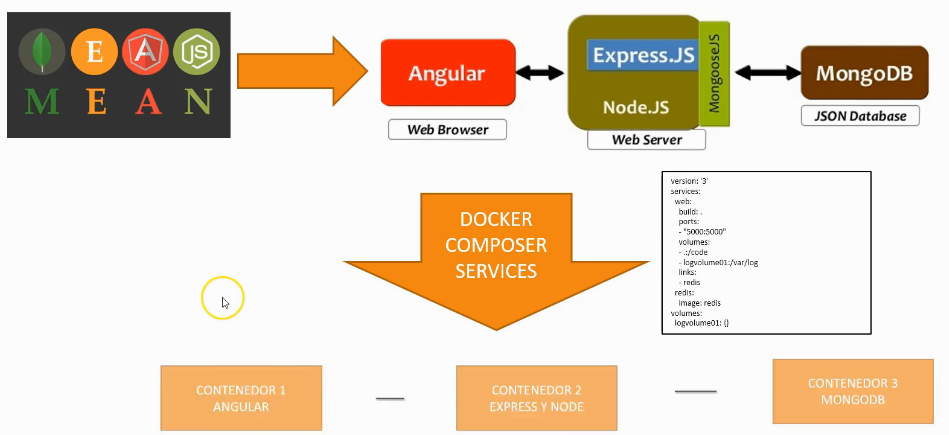 E
JS
M E A N
Angular
Web Browser
Express.JS
Node.JS
MongooseJS
Web Server
MongoDB
JSON Database
DOCKER
COMPOSER
SERVICES
version: '3'
services:
web:
build: .
ports:
- "5000:5000"
volumes:
- .:/code
- logvolume01:/var/log
links:
- redis
redis:
image: redis
volumes:
logvolume01: {}
CONTENEDOR 1
ANGULAR
CONTENEDOR 2
EXPRESS Y NODE
CONTENEDOR 3
MONGODB